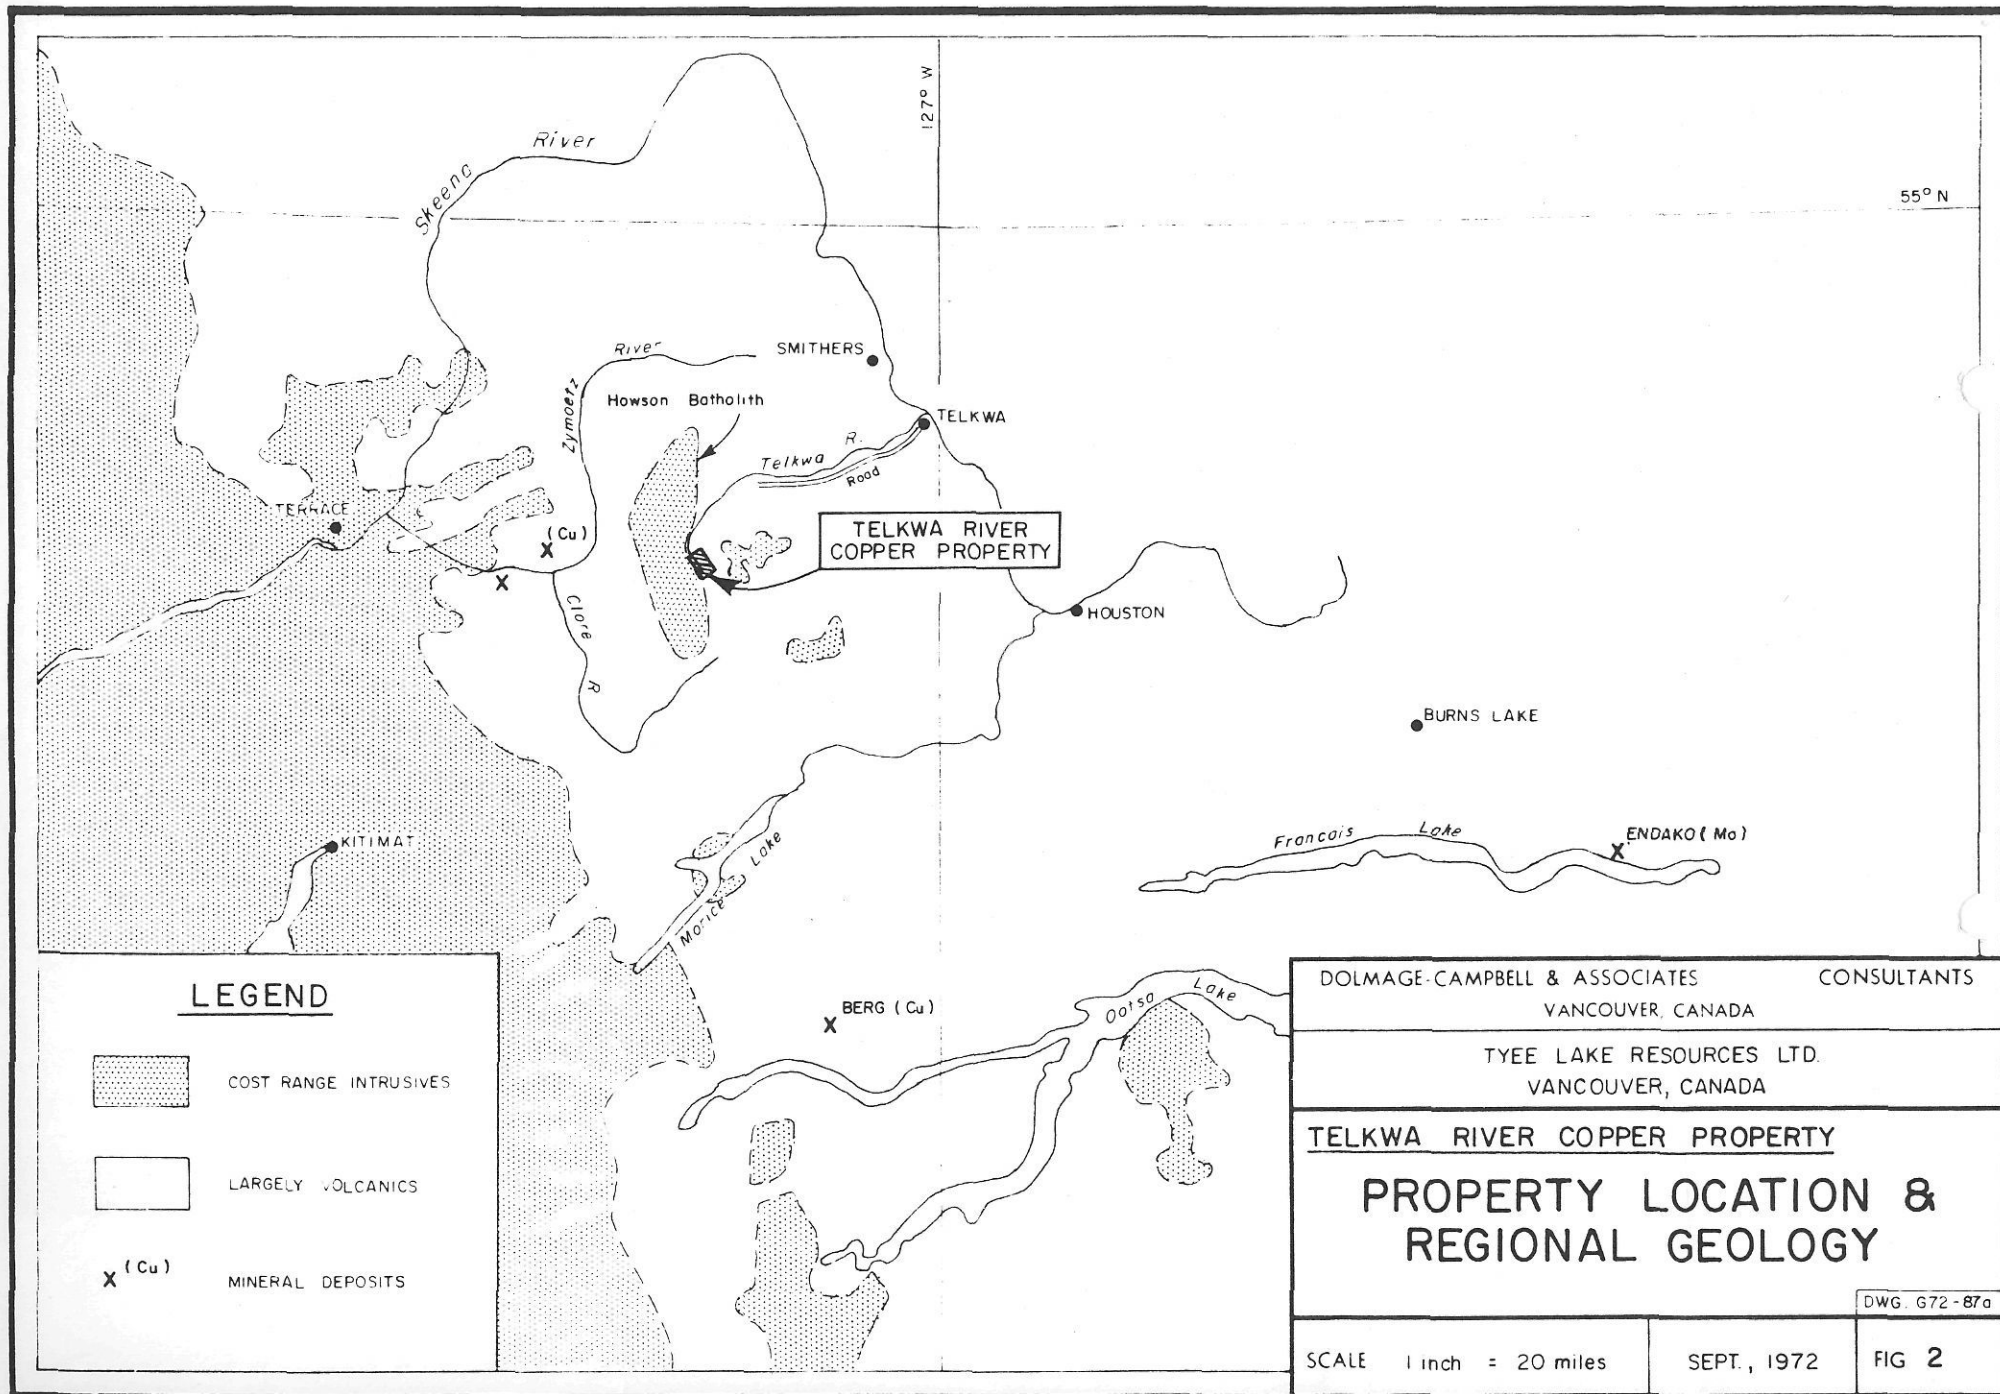 127° W
55° N
Skeena River
River
Zymoetz
SMITHERS
Howson Batholith
TELKWA
Telkwa R.
Road
TERRACE
(Cu)
X
X
TELKWA RIVER
COPPER PROPERTY
Clore R
HOUSTON
BURNS LAKE
KITIMAT
Morice Lake
Francois Lake
ENDAKO (Mo)
X
BERG (Cu)
X
Ootsa Lake
LEGEND
COST RANGE INTRUSIVES
LARGELY VOLCANICS
X (Cu)
MINERAL DEPOSITS
DOLMAGE-CAMPBELL & ASSOCIATES CONSULTANTS
VANCOUVER, CANADA
TYEE LAKE RESOURCES LTD.
VANCOUVER, CANADA
TELKWA RIVER COPPER PROPERTY
PROPERTY LOCATION &
REGIONAL GEOLOGY
DWG. G72-87a
SCALE 1 inch = 20 miles
SEPT., 1972
FIG 2